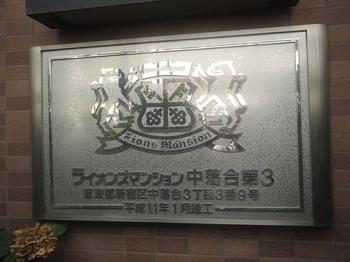 Lions Mansion
ライオンズマンション中落合第3
東京都新宿区中落合3丁目3番9号
平成11年1月竣工